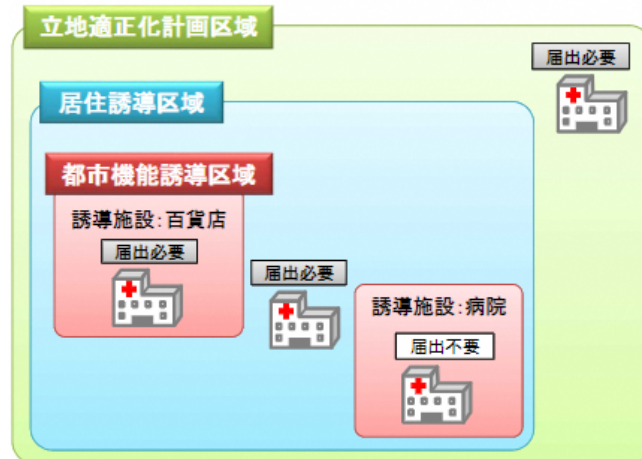 立地適正化計画区域
届出必要
居住誘導区域
都市機能誘導区域
誘導施設:百貨店
届出必要
届出必要
誘導施設:病院
届出不要